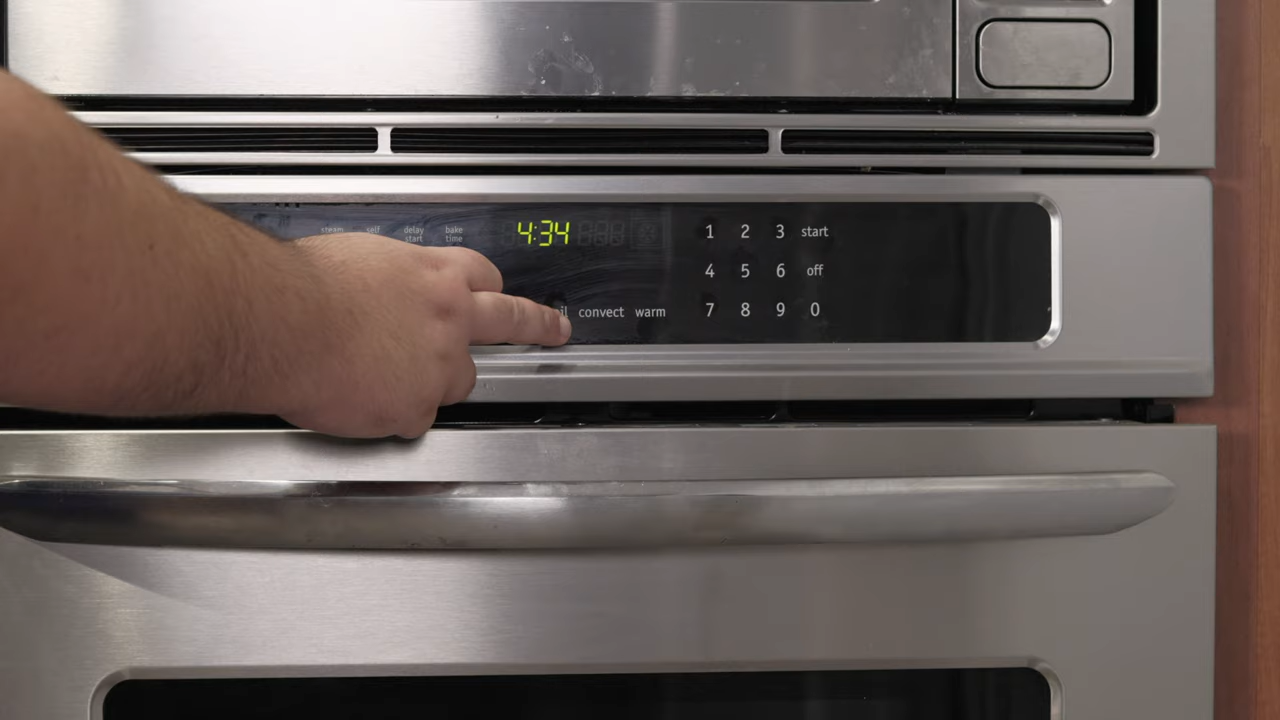 steam self delay start bake time
4:34
1 2 3 start
4 5 6 off
convect warm
7 8 9 0